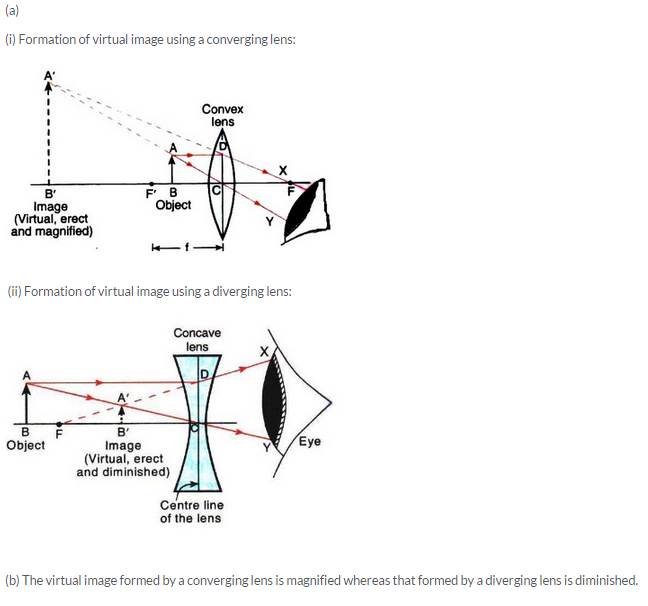 (a)
(i) Formation of virtual image using a converging lens:
A'
Convex
lens
A
D
X
B'
F'
B
C
F
Image
Object
(Virtual, erect
and magnified)
Y
f
(ii) Formation of virtual image using a diverging lens:
Concave
lens
X
A
D
A'
B
F
B'
C
Y
Eye
Object
Image
(Virtual, erect
and diminished)
Centre line
of the lens
(b) The virtual image formed by a converging lens is magnified whereas that formed by a diverging lens is diminished.